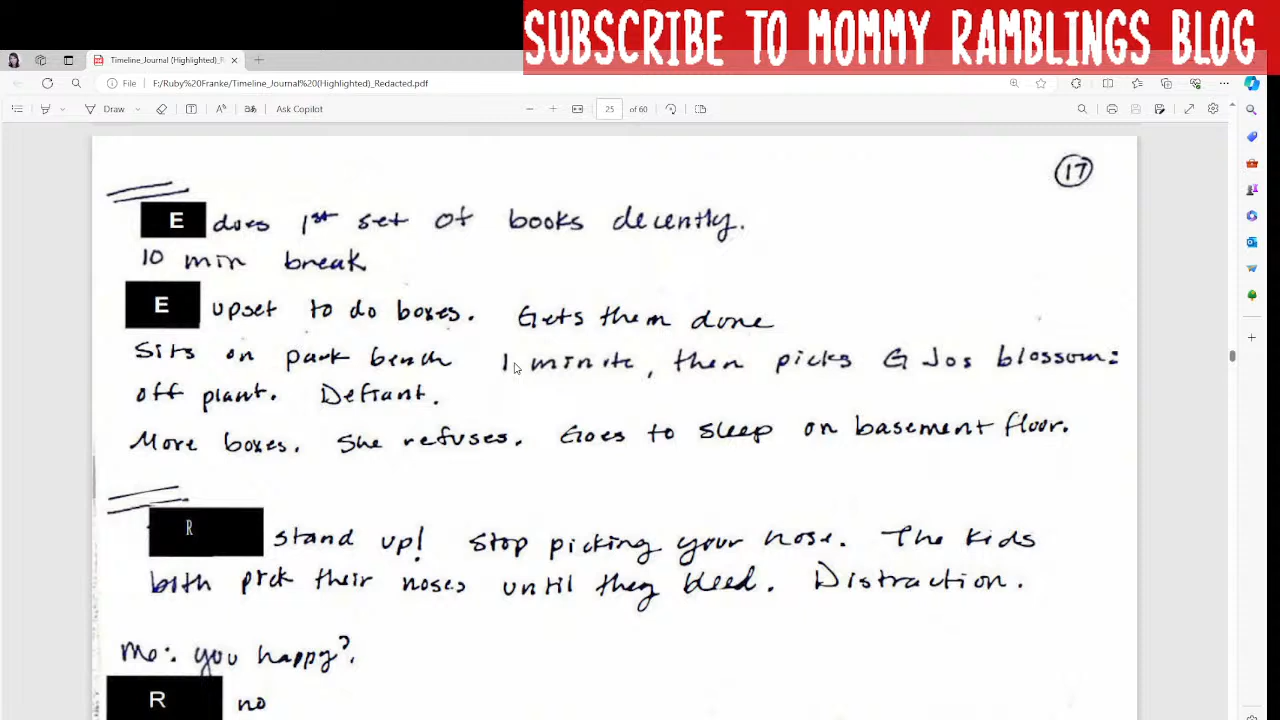 SUBSCRIBE TO MOMMY RAMBLINGS BLOG
Timeline_Journal (Highlighted)_R
File F:/Ruby%20Franke/Timeline_Journal%20(Highlighted)_Redacted.pdf
Draw Ask Copilot 25 of 60
17
E does 1st set of books decently.
10 min break
E upset to do boxes. Gets them done
Sits on park bench 1 minute, then picks G Jos blossom:
off plant. Defiant.
More boxes. She refuses. Goes to sleep on basement floor.
R stand up! Stop picking your nose. The kids
both pick their noses until they bleed. Distraction.
Me: you happy?
R no